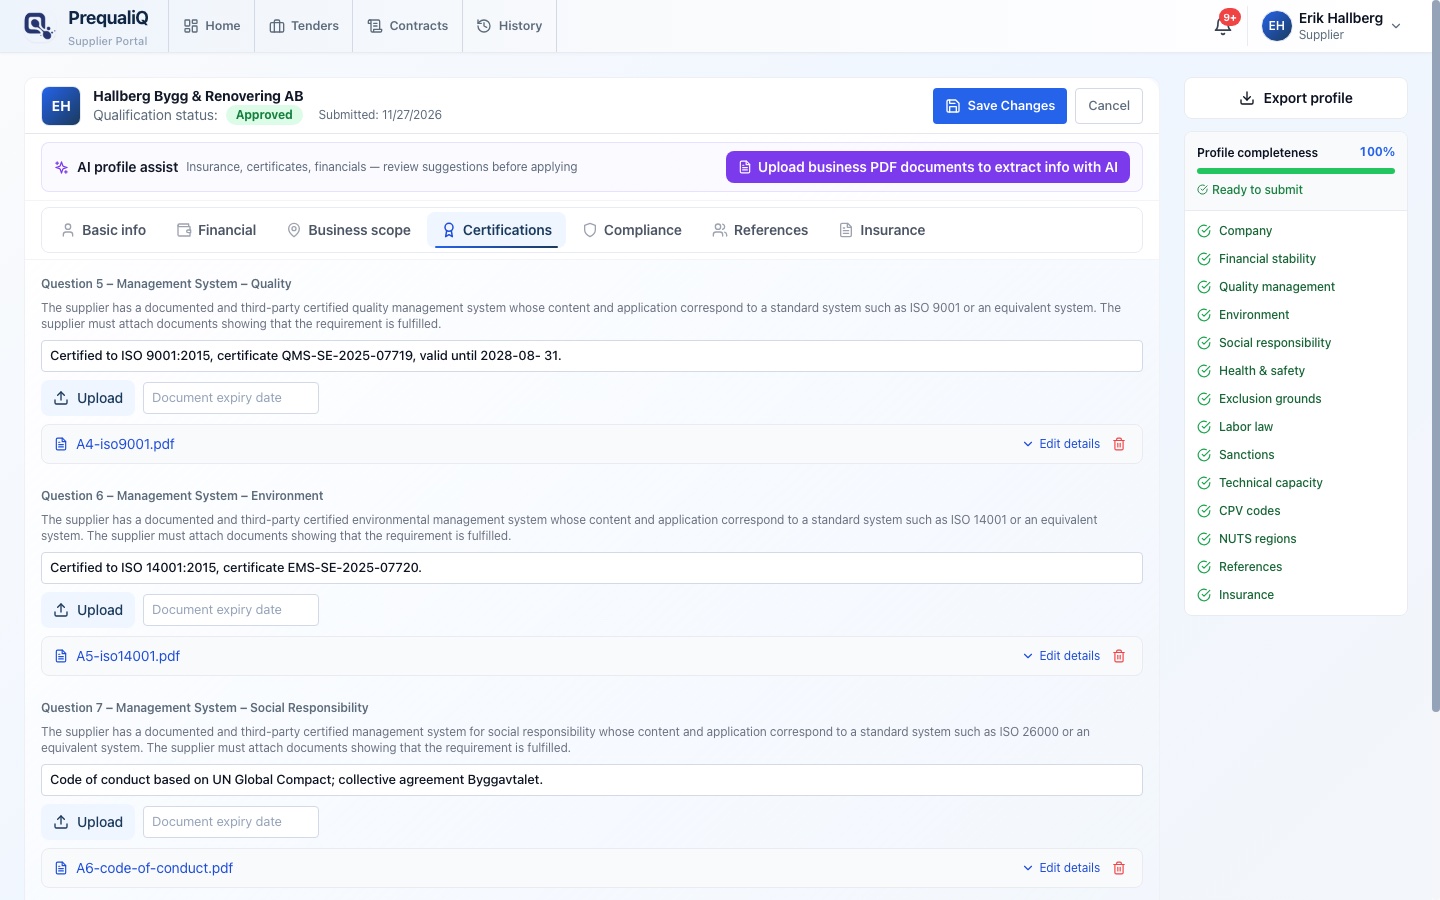 PrequaliQ
Supplier Portal
Home
Tenders
Contracts
History
9+
EH
Erik Hallberg
Supplier
EH
Hallberg Bygg & Renovering AB
Qualification status: Approved
Submitted: 11/27/2026
Save Changes
Cancel
AI profile assist
Insurance, certificates, financials — review suggestions before applying
Upload business PDF documents to extract info with AI
Basic info
Financial
Business scope
Certifications
Compliance
References
Insurance
Question 5 – Management System – Quality
The supplier has a documented and third-party certified quality management system whose content and application correspond to a standard system such as ISO 9001 or an equivalent system. The
supplier must attach documents showing that the requirement is fulfilled.
Certified to ISO 9001:2015, certificate QMS-SE-2025-07719, valid until 2028-08- 31.
Upload
Document expiry date
A4-iso9001.pdf
Edit details
Question 6 – Management System – Environment
The supplier has a documented and third-party certified environmental management system whose content and application correspond to a standard system such as ISO 14001 or an equivalent
system. The supplier must attach documents showing that the requirement is fulfilled.
Certified to ISO 14001:2015, certificate EMS-SE-2025-07720.
Upload
Document expiry date
A5-iso14001.pdf
Edit details
Question 7 – Management System – Social Responsibility
The supplier has a documented and third-party certified management system for social responsibility whose content and application correspond to a standard system such as ISO 26000 or an
equivalent system. The supplier must attach documents showing that the requirement is fulfilled.
Code of conduct based on UN Global Compact; collective agreement Byggavtalet.
Upload
Document expiry date
A6-code-of-conduct.pdf
Edit details
Export profile
Profile completeness
100%
Ready to submit
Company
Financial stability
Quality management
Environment
Social responsibility
Health & safety
Exclusion grounds
Labor law
Sanctions
Technical capacity
CPV codes
NUTS regions
References
Insurance